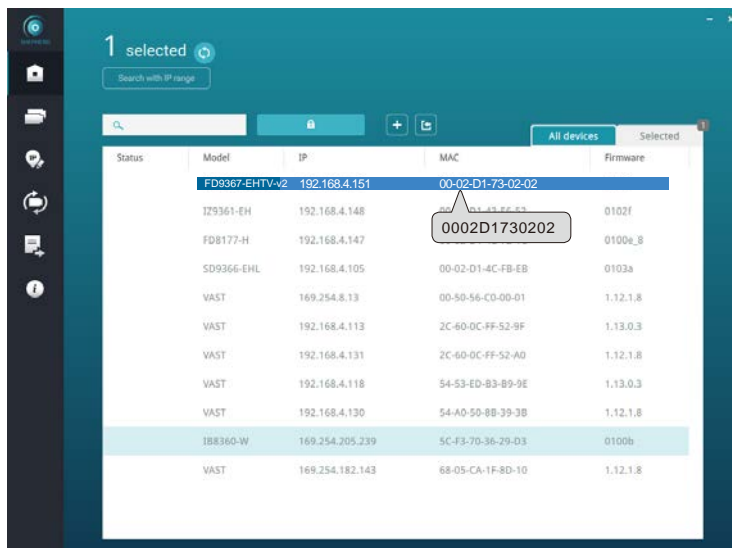 SHEPHERD
1 selected
Search with IP range
All devices
Selected
1
Status Model IP MAC Firmware
FD9367-EHTV-v2 192.168.4.151 00-02-D1-73-02-02
IZ9361-EH 192.168.4.148 0102f
0002D1730202
FD8177-H 192.168.4.147 0100e_8
SD9366-EHL 192.168.4.105 00-02-D1-4C-FB-EB 0103a
VAST 169.254.8.13 00-50-56-C0-00-01 1.12.1.8
VAST 192.168.4.113 2C-60-0C-FF-52-9F 1.13.0.3
VAST 192.168.4.131 2C-60-0C-FF-52-A0 1.12.1.8
VAST 192.168.4.118 54-53-ED-B3-B9-9E 1.13.0.3
VAST 192.168.4.130 54-A0-50-8B-39-3B 1.12.1.8
IB8360-W 169.254.205.239 5C-F3-70-36-29-D3 0100b
VAST 169.254.182.143 68-05-CA-1F-8D-10 1.12.1.8